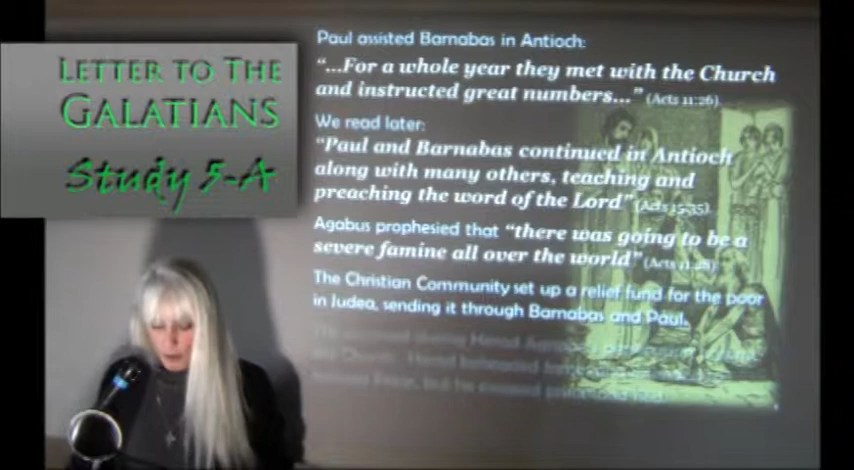 LETTER TO THE
GALATIANS
Study 5-A
Paul assisted Barnabas in Antioch:
"...For a whole year they met with the Church
and instructed great numbers..." (Acts 11:26)
We read later:
"Paul and Barnabas continued in Antioch
along with many others, teaching and
preaching the word of the Lord" (Acts 15:35)
Agabus prophesied that "there was going to be a
severe famine all over the world" (Acts 11:28)
The Christian Community set up a relief fund for the poor
in Judea, sending it through Barnabas and Paul.